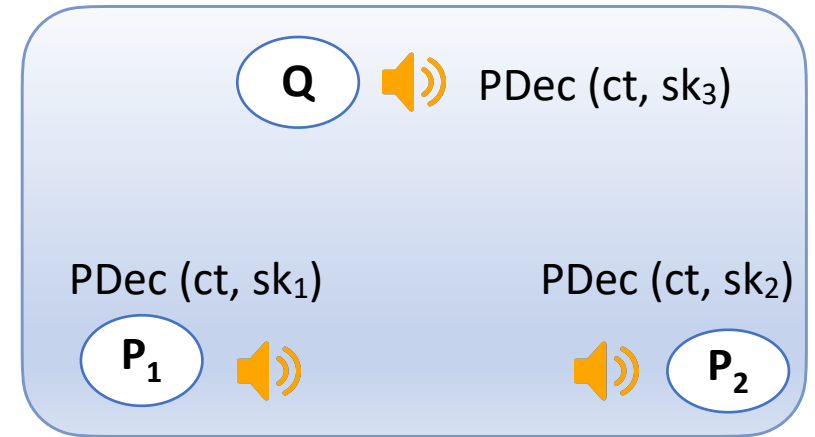 Q PDec (ct, sk₃)
PDec (ct, sk₁) PDec (ct, sk₂)
P₁ P₂